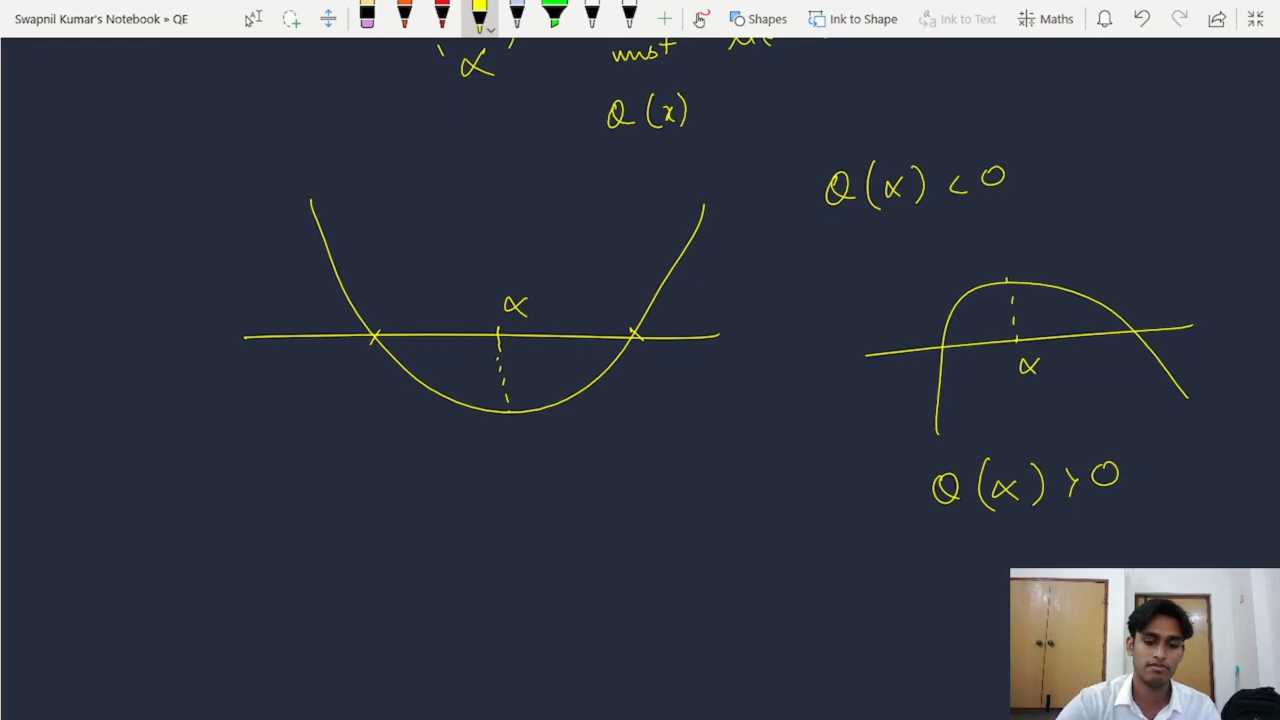 Swapnil Kumar's Notebook » QE
Shapes
Ink to Shape
Ink to Text
Maths
'α' must
Q(x)
Q(α) < 0
α
α
Q(α) > 0